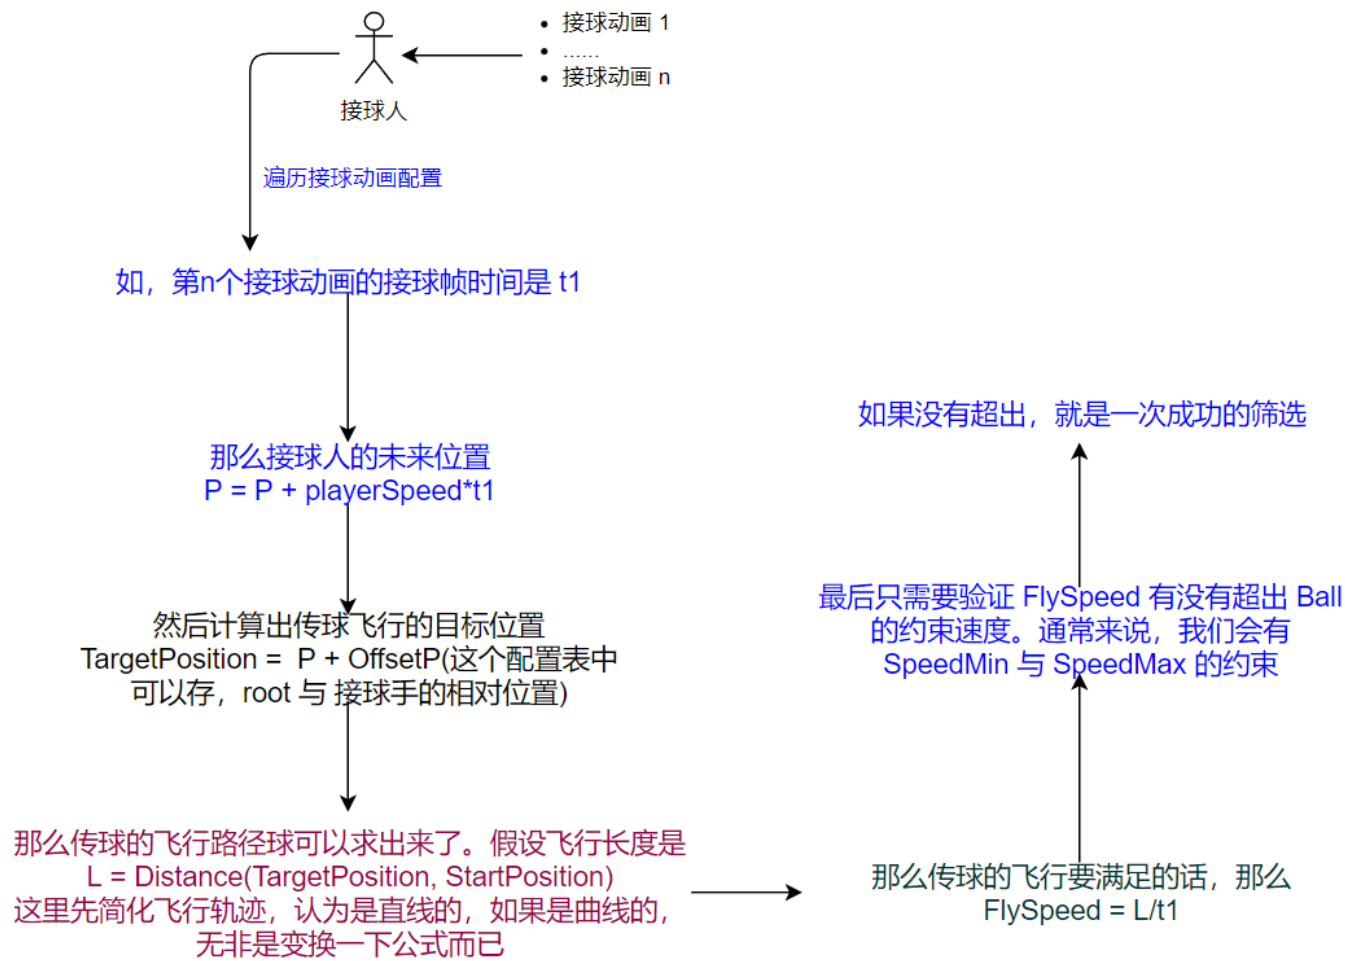 接球动画 1
......
接球动画 n
接球人
遍历接球动画配置
如，第n个接球动画的接球帧时间是 t1
那么接球人的未来位置
P = P + playerSpeed*t1
然后计算出传球飞行的目标位置
TargetPosition = P + OffsetP(这个配置表中
可以存，root 与 接球手的相对位置)
那么传球的飞行路径球可以求出来了。假设飞行长度是
L = Distance(TargetPosition, StartPosition)
这里先简化飞行轨迹，认为是直线的，如果是曲线的，
无非是变换一下公式而已
那么传球的飞行要满足的话，那么
FlySpeed = L/t1
最后只需要验证 FlySpeed 有没有超出 Ball
的约束速度。通常来说，我们会有
SpeedMin 与 SpeedMax 的约束
如果没有超出，就是一次成功的筛选